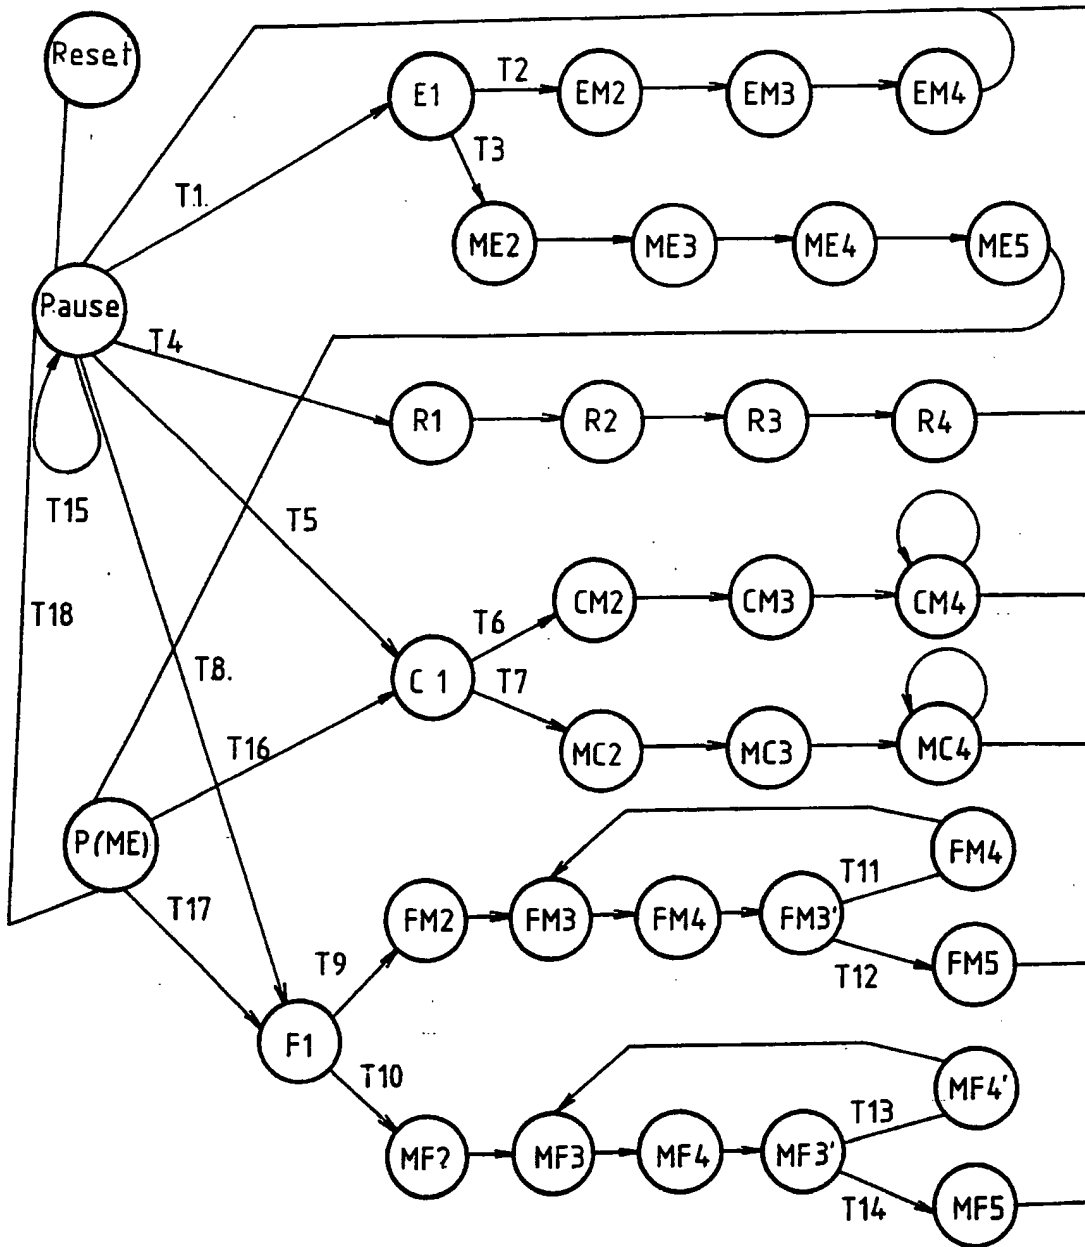 Reset
E1
T2
EM2
EM3
EM4
T1.
T3
ME2
ME3
ME4
ME5
Pause
T4
R1
R2
R3
R4
T15
T5
T18
T8.
CM2
CM3
CM4
T6
C 1
T7
T16
MC2
MC3
MC4
P(ME)
T17
T11
FM4
FM2
FM3
FM4
FM3'
T9
T12
FM5
F1
T10
T13
MF4'
MF?
MF3
MF4
MF3'
T14
MF5